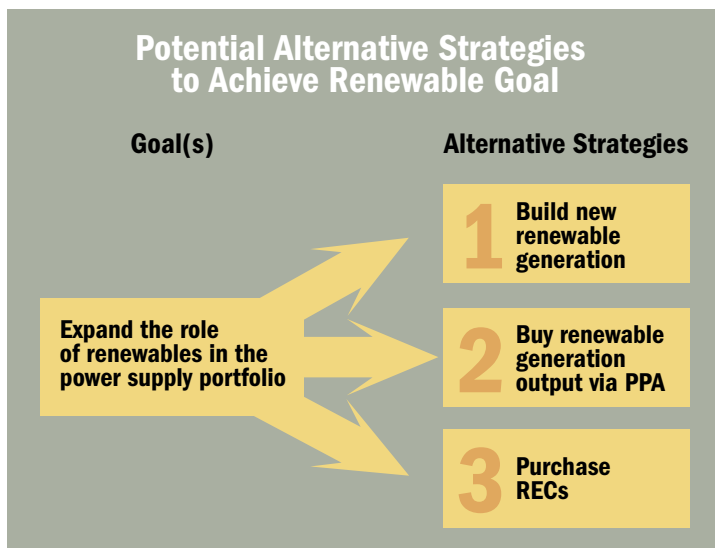 Potential Alternative Strategies
to Achieve Renewable Goal
Goal(s)
Alternative Strategies
Expand the role
of renewables in the
power supply portfolio
1
Build new
renewable
generation
2
Buy renewable
generation
output via PPA
3
Purchase
RECs